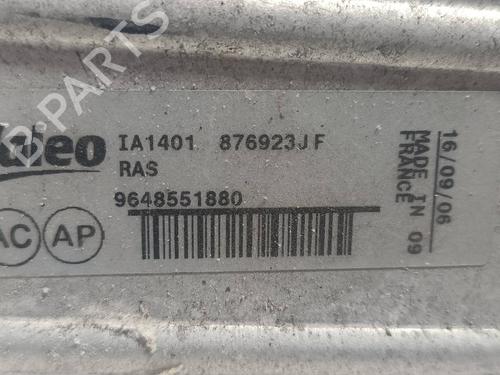 Valeo
IA1401 876923JF
RAS
9648551880
AC AP
16/09/06
MADE IN 09
FRANCE
B-PARTS